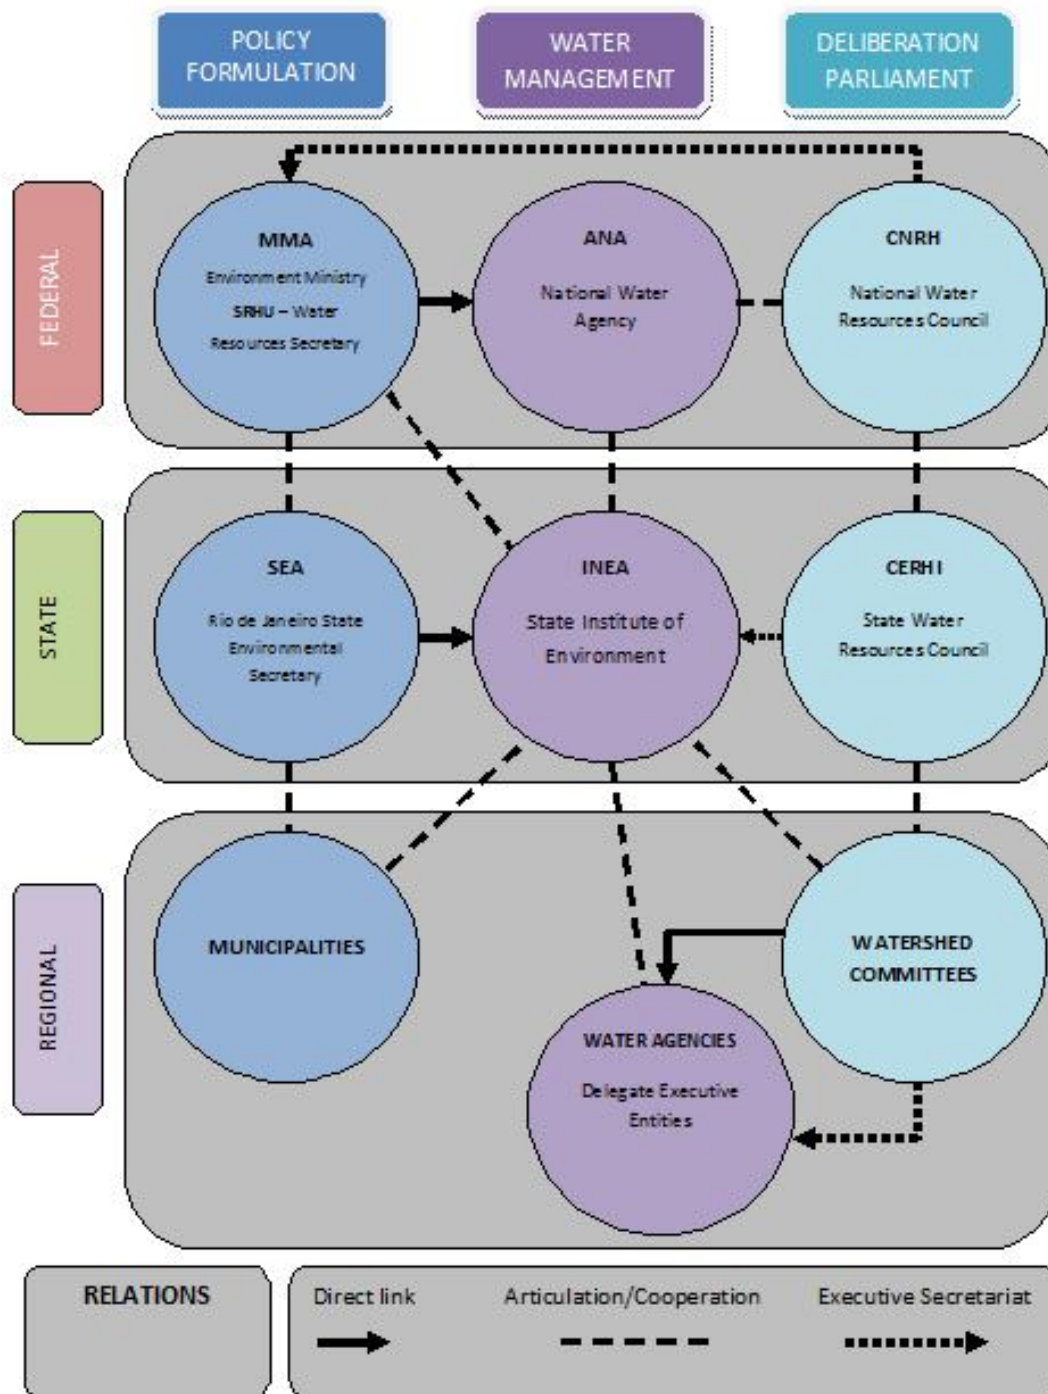 POLICY
FORMULATION
WATER
MANAGEMENT
DELIBERATION
PARLIAMENT
FEDERAL
MMA
Environment Ministry
SRHU – Water
Resources Secretary
ANA
National Water
Agency
CNRH
National Water
Resources Council
STATE
SEA
Rio de Janeiro State
Environmental
Secretary
INEA
State Institute of
Environment
CERHI
State Water
Resources Council
REGIONAL
MUNICIPALITIES
WATERSHED
COMMITTEES
WATER AGENCIES
Delegate Executive
Entities
RELATIONS
Direct link
Articulation/Cooperation
Executive Secretariat